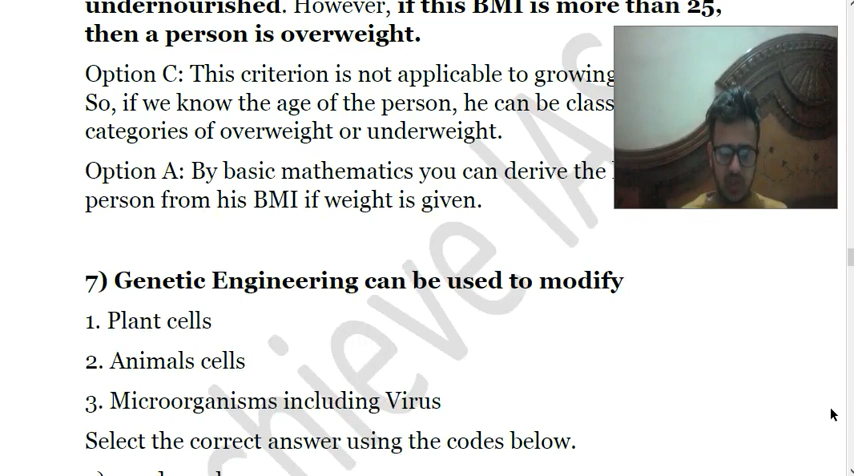 undernourished. However, if this BMI is more than 25,
then a person is overweight.
Option C: This criterion is not applicable to growing
So, if we know the age of the person, he can be class
categories of overweight or underweight.
Option A: By basic mathematics you can derive the
person from his BMI if weight is given.
7) Genetic Engineering can be used to modify
1. Plant cells
2. Animals cells
3. Microorganisms including Virus
Select the correct answer using the codes below.
chieve IAS